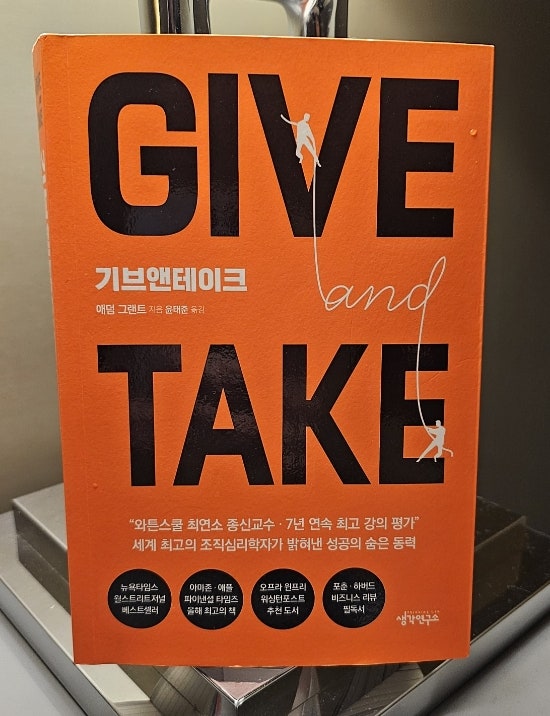 GIVE
기브앤테이크
and
애덤 그랜트 지음 윤태준 옮김
TAKE
“와튼스쿨 최연소 종신교수 · 7년 연속 최고 강의 평가”
세계 최고의 조직심리학자가 밝혀낸 성공의 숨은 동력
뉴욕타임스
월스트리트저널
베스트셀러
아마존 · 애플
파이낸셜 타임즈
올해 최고의 책
오프라 윈프리
워싱턴포스트
추천 도서
포춘 · 하버드
비즈니스 리뷰
필독서
생각연구소